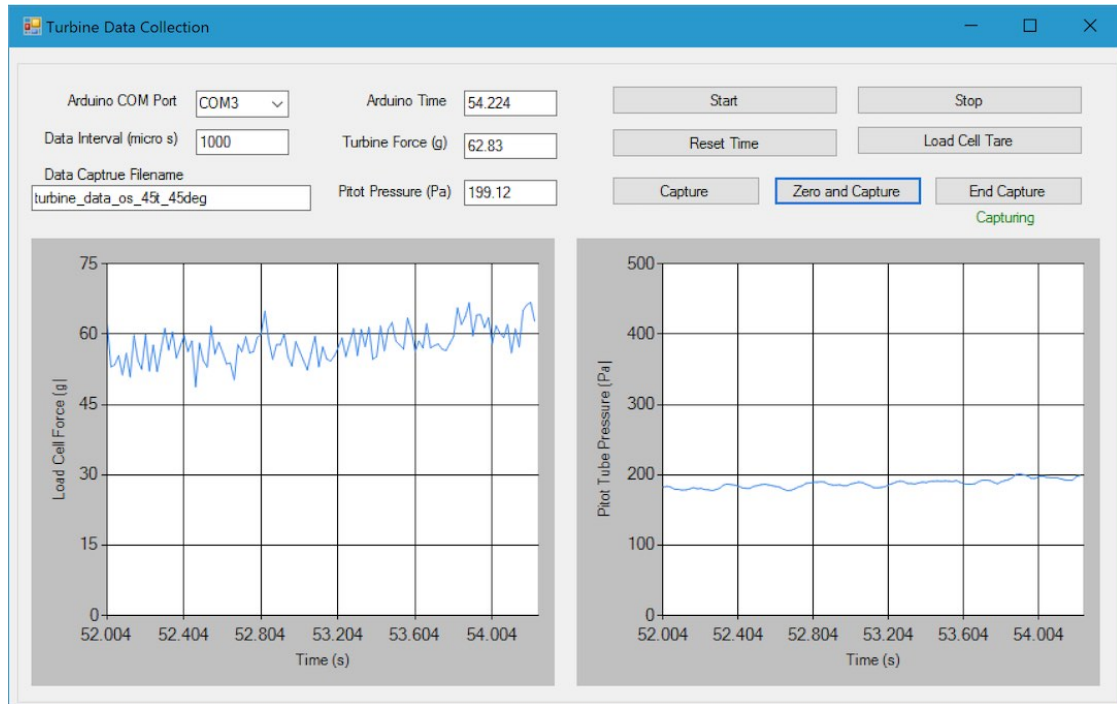 Turbine Data Collection
Arduino COM Port COM3 Arduino Time 54.224 Start Stop
Data Interval (micro s) 1000 Turbine Force (g) 62.83 Reset Time Load Cell Tare
Data Captrue Filename
turbine_data_os_45t_45deg Pitot Pressure (Pa) 199.12 Capture Zero and Capture End Capture
Capturing
Load Cell Force (g)
75
60
45
30
15
0
52.004 52.404 52.804 53.204 53.604 54.004
Time (s)
Pitot Tube Pressure (Pa)
500
400
300
200
100
0
52.004 52.404 52.804 53.204 53.604 54.004
Time (s)